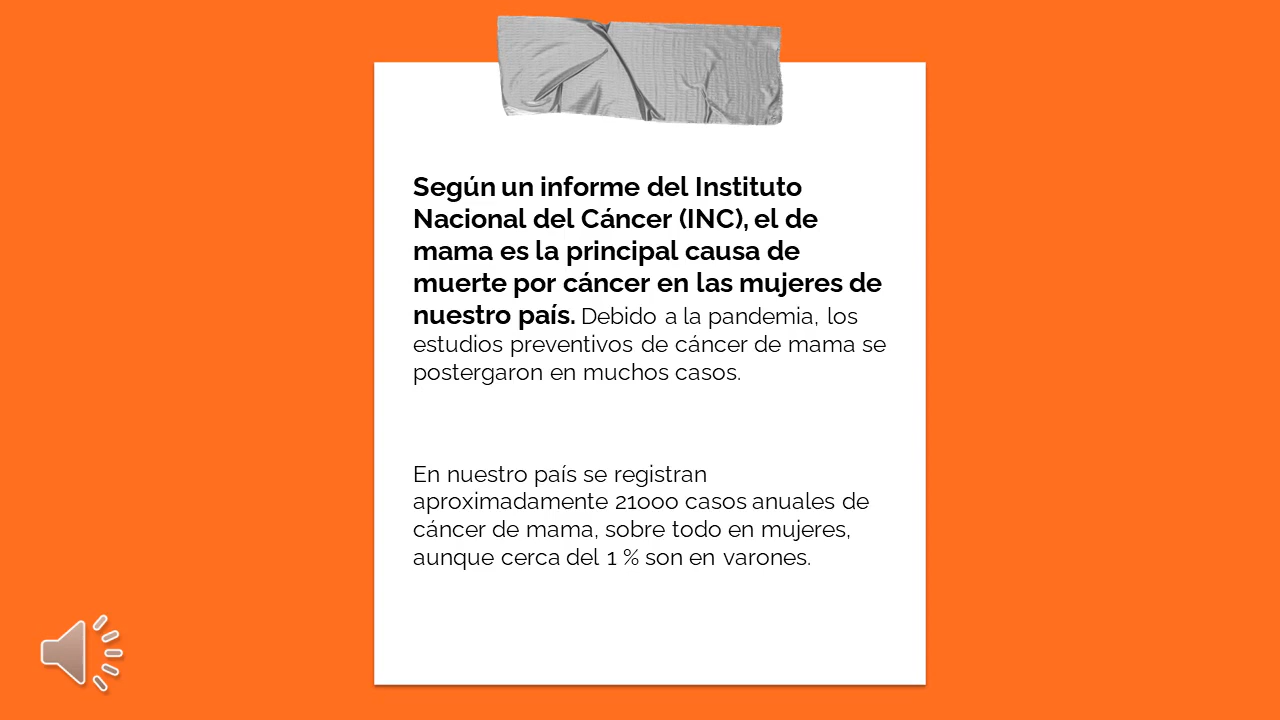 Según un informe del Instituto
Nacional del Cáncer (INC), el de
mama es la principal causa de
muerte por cáncer en las mujeres de
nuestro país. Debido a la pandemia, los
estudios preventivos de cáncer de mama se
postergaron en muchos casos.
En nuestro país se registran
aproximadamente 21000 casos anuales de
cáncer de mama, sobre todo en mujeres,
aunque cerca del 1 % son en varones.